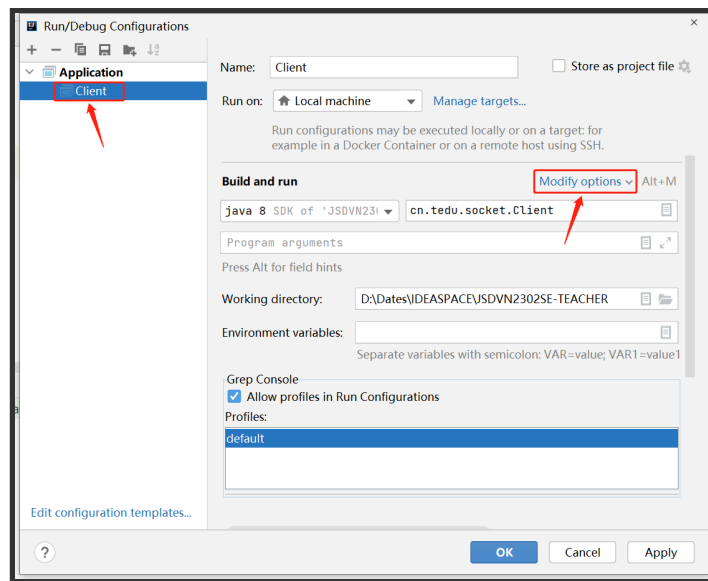 Run/Debug Configurations
Application
Client
Name: Client Store as project file
Run on: Local machine Manage targets...
Run configurations may be executed locally or on a target: for
example in a Docker Container or on a remote host using SSH.
Build and run Modify options Alt+M
java 8 SDK of 'JSDVN23 cn.tedu.socket.Client
Program arguments
Press Alt for field hints
Working directory: D:\Dates\IDEASPACE\JSDVN2302SE-TEACHER
Environment variables:
Separate variables with semicolon: VAR=value; VAR1=value1
Grep Console
Allow profiles in Run Configurations
Profiles:
default
Edit configuration templates...
? OK Cancel Apply